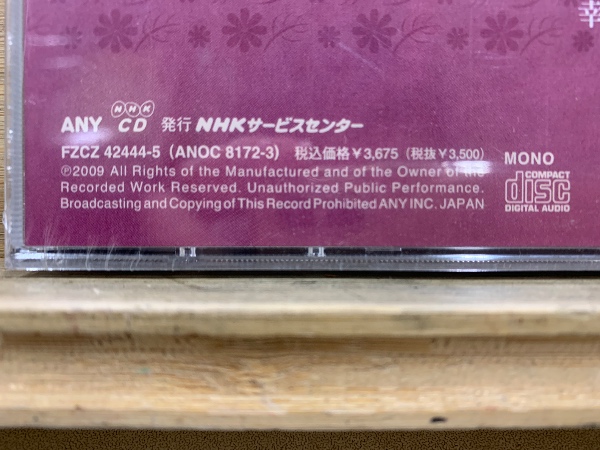 幸
NHK
ANY CD 発行 NHKサービスセンター
FZCZ 42444-5 (ANOC 8172-3) 税込価格¥3,675 (税抜¥3,500) MONO
℗2009 All Rights of the Manufactured and of the Owner of the
Recorded Work Reserved. Unauthorized Public Performance.
Broadcasting and Copying of This Record Prohibited ANY INC. JAPAN
COMPACT
disc
DIGITAL AUDIO